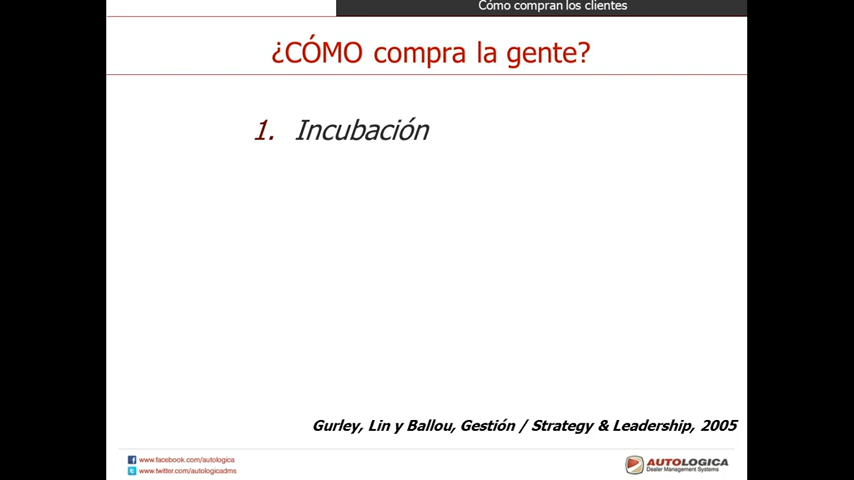 Cómo compran los clientes
¿CÓMO compra la gente?
1. Incubación
Gurley, Lin y Ballou, Gestión / Strategy & Leadership, 2005
www.facebook.com/autologica
www.twitter.com/autologicadms
AUTOLOGICA
Dealer Management Systems